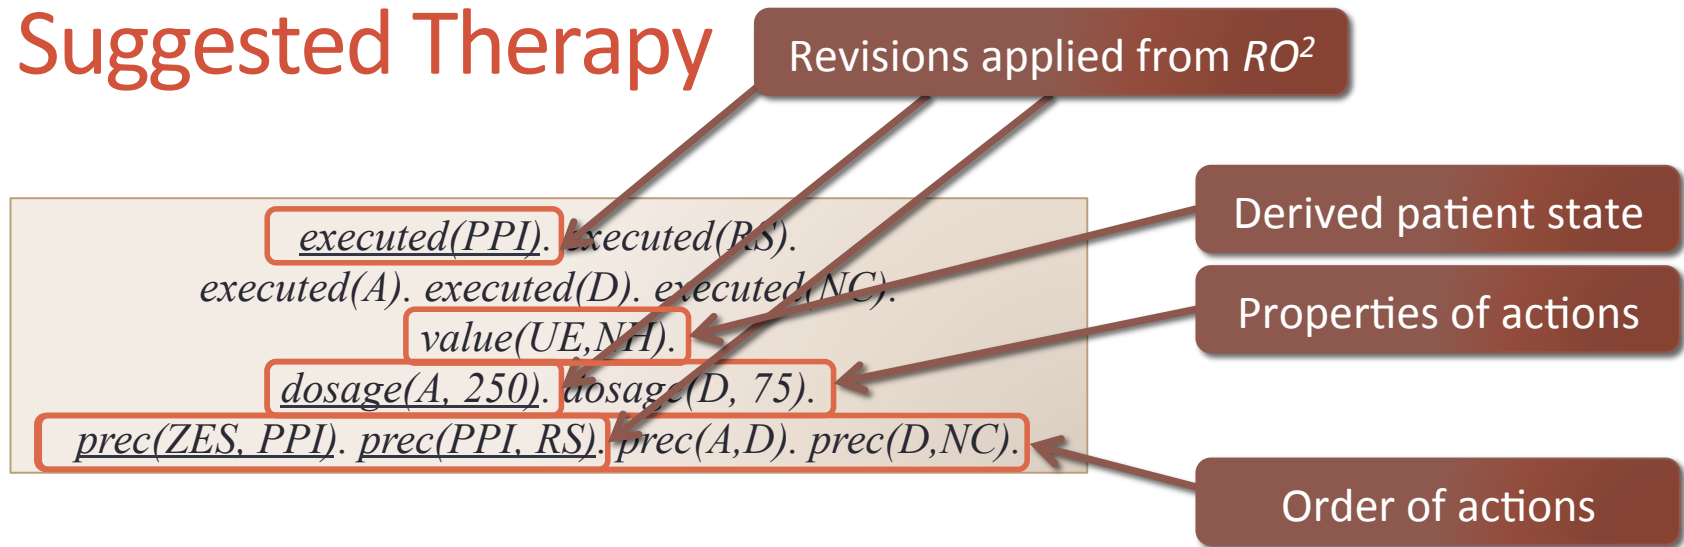 Suggested Therapy
Revisions applied from RO²
Derived patient state
executed(PPI). executed(RS).
executed(A). executed(D). executed(NC).
Properties of actions
value(UE,NH).
dosage(A, 250). dosage(D, 75).
prec(ZES, PPI). prec(PPI, RS). prec(A,D). prec(D,NC).
Order of actions